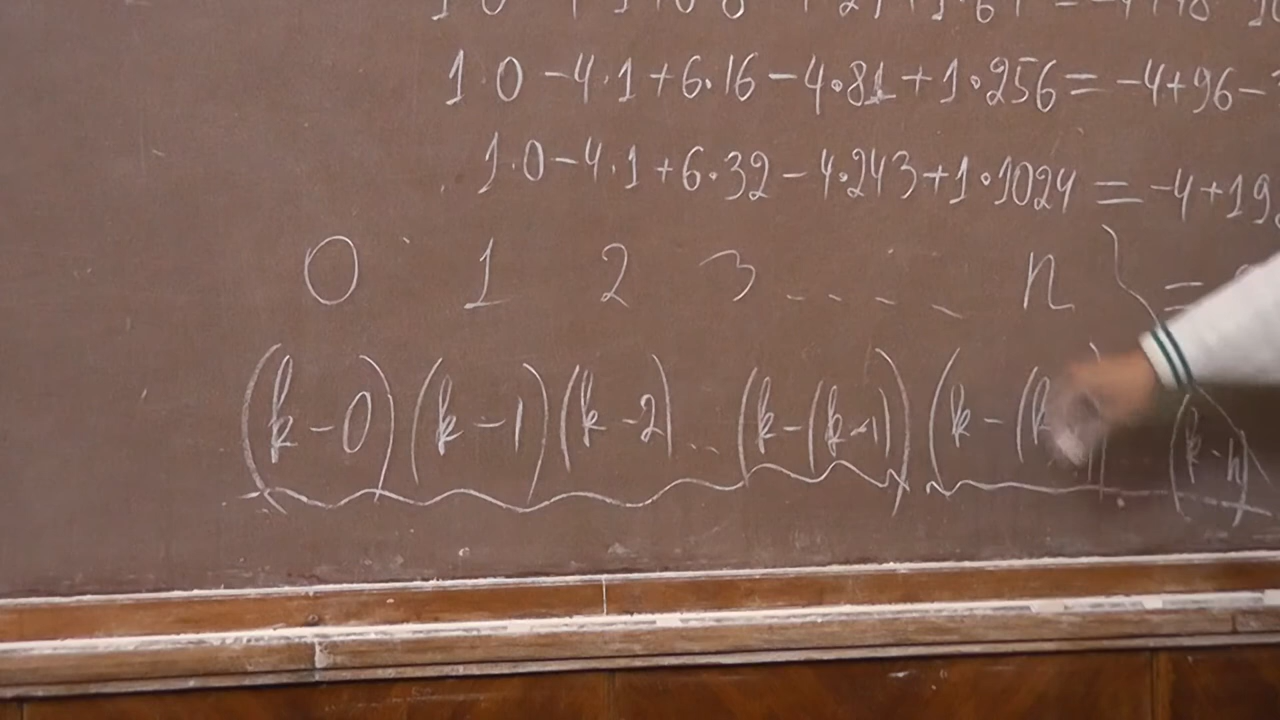 1·0-4·1+6·16-4·81+1·256=-4+96-
1·0-4·1+6·32-4·243+1·1024=-4+19
0 1 2 3 ---- n =
(k-0)(k-1)(k-2)...(k-(k-1))(k-(k (k-n)